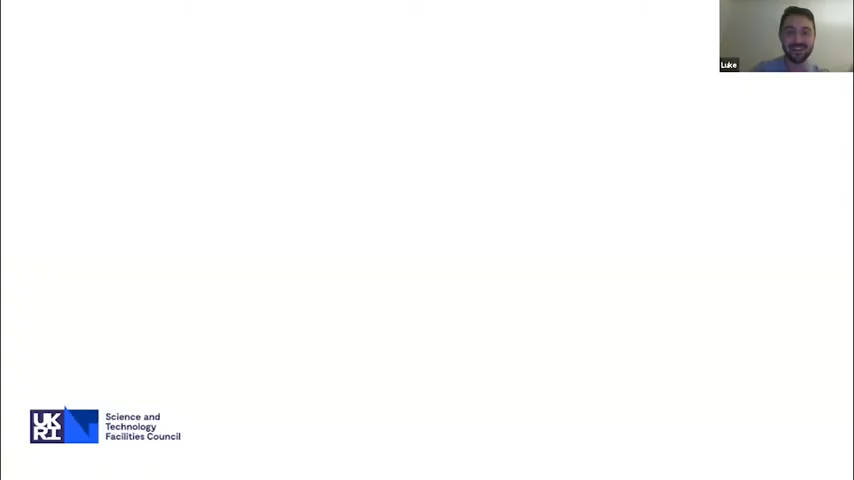 Luke
UK
RI
Science and
Technology
Facilities Council